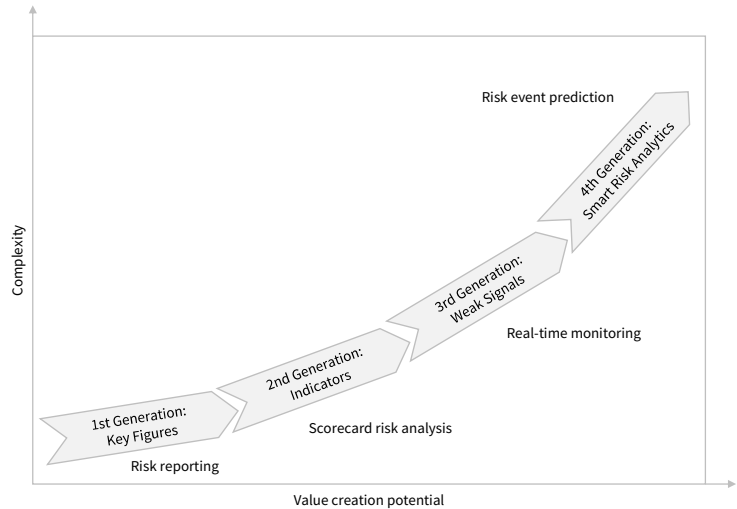 Risk event prediction
4th Generation:
Smart Risk Analytics
Complexity
3rd Generation:
Weak Signals
Real-time monitoring
2nd Generation:
Indicators
Scorecard risk analysis
1st Generation:
Key Figures
Risk reporting
Value creation potential